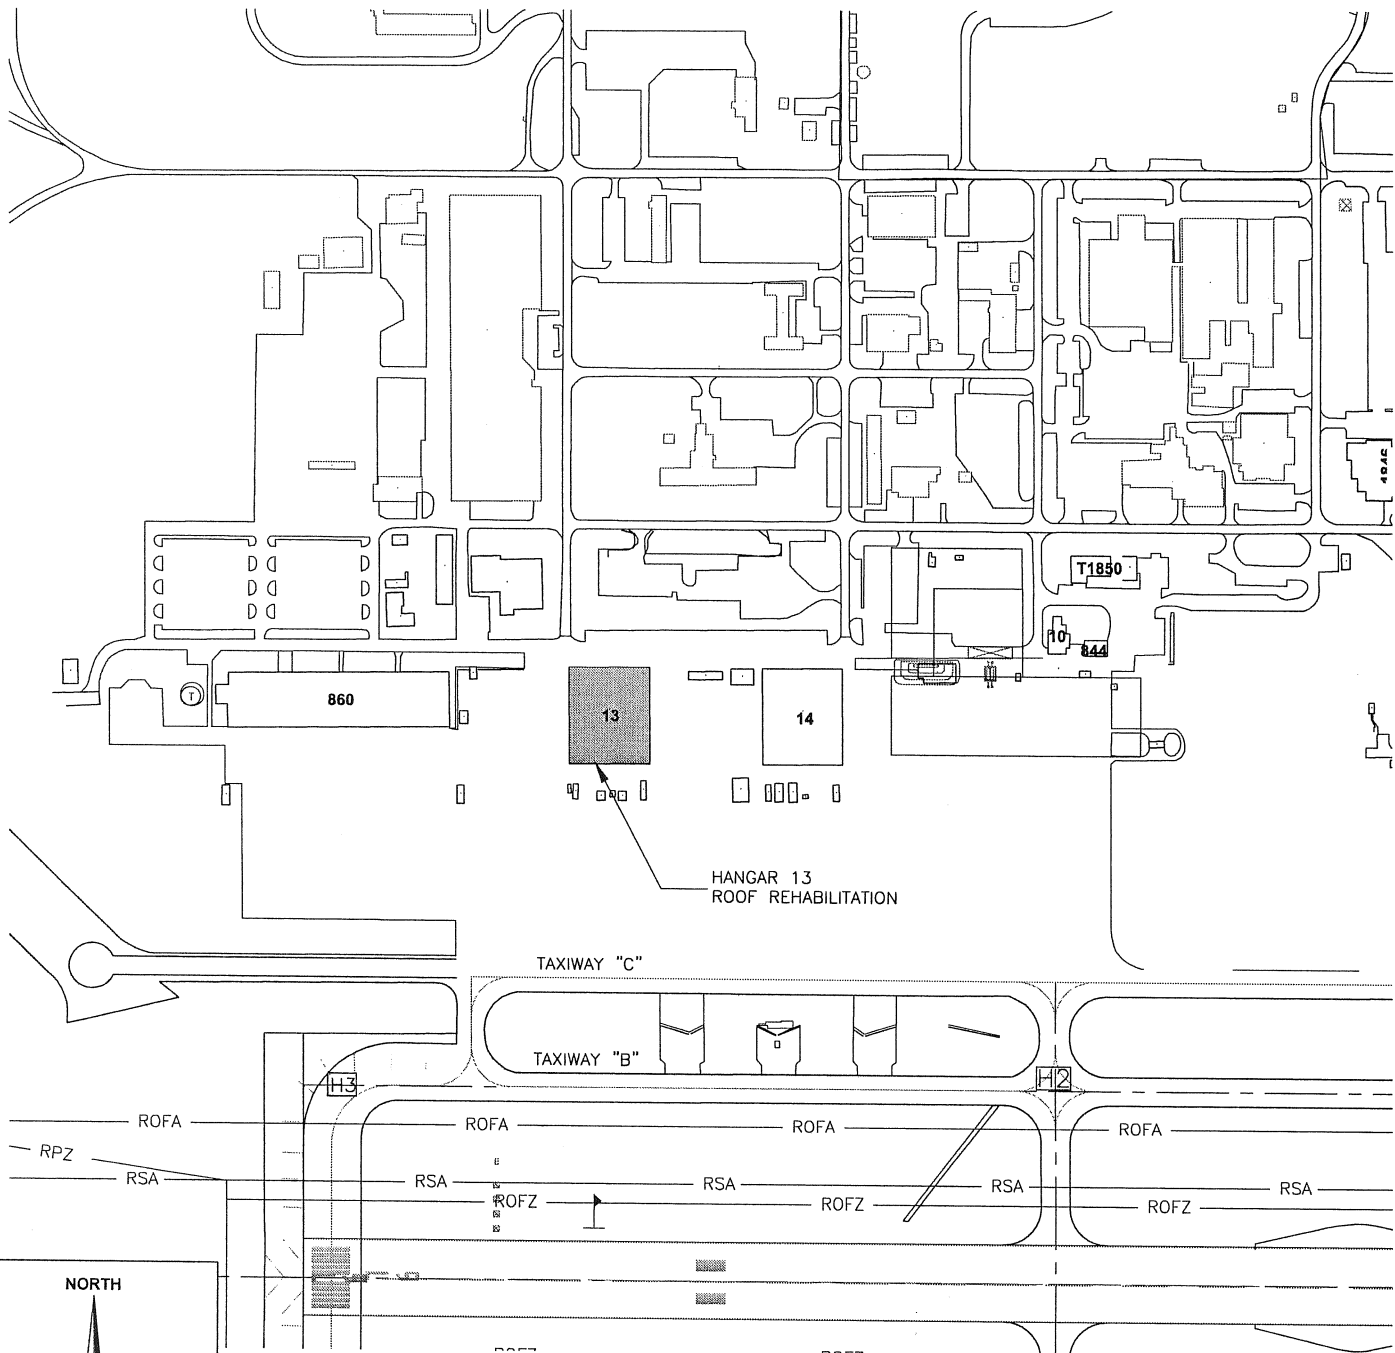 1846
T1850
10
844
T
860
13
14
HANGAR 13
ROOF REHABILITATION
TAXIWAY "C"
TAXIWAY "B"
H3
H2
ROFA
ROFA
ROFA
ROFA
RPZ
RSA
RSA
RSA
RSA
RSA
ROFZ
ROFZ
ROFZ
NORTH